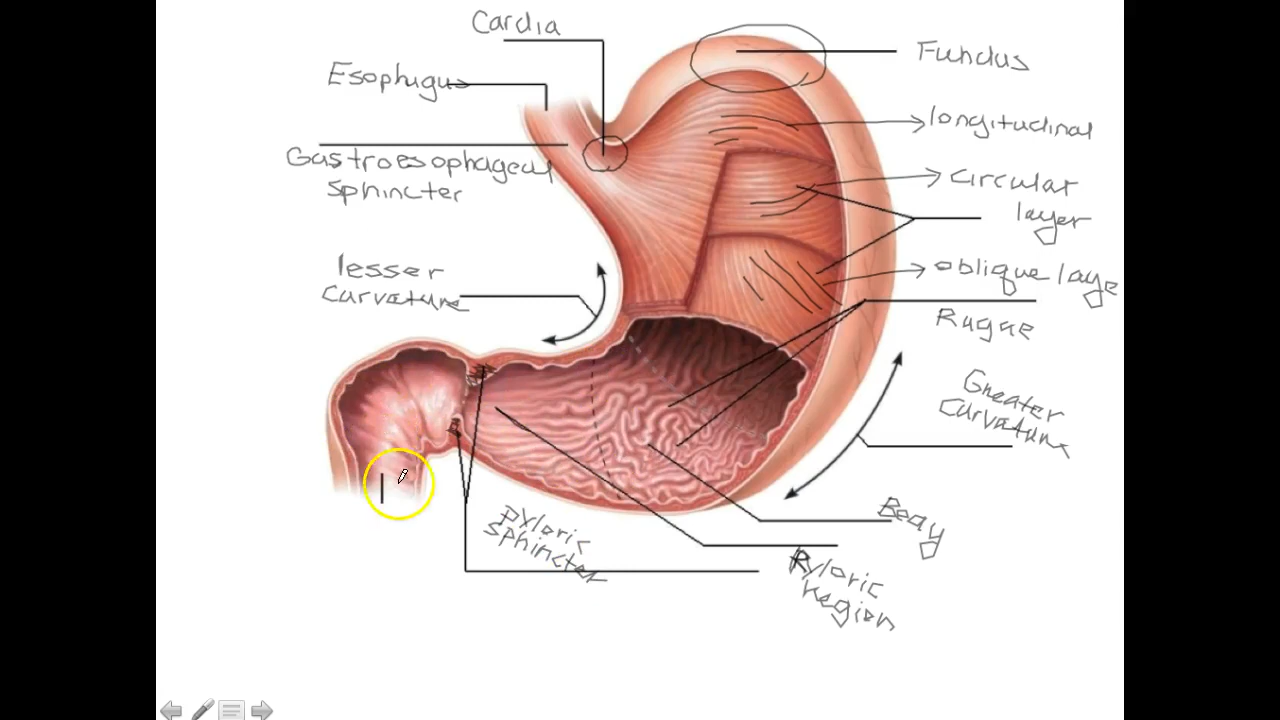 Cardia
Fundus
Esophagus
longitudinal
Gastroesophageal
sphincter
circular
layer
lesser
curvature
oblique laye
Rugae
Greater
Curvature
Body
Pyloric
sphincter
Pyloric
region